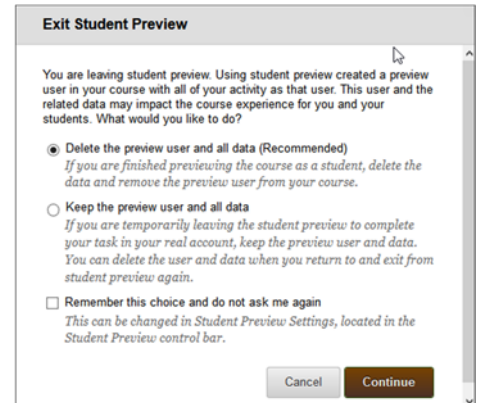 Exit Student Preview
You are leaving student preview. Using student preview created a preview
user in your course with all of your activity as that user. This user and the
related data may impact the course experience for you and your
students. What would you like to do?
Delete the preview user and all data (Recommended)
If you are finished previewing the course as a student, delete the
data and remove the preview user from your course.
Keep the preview user and all data
If you are temporarily leaving the student preview to complete
your task in your real account, keep the preview user and data.
You can delete the user and data when you return to and exit from
student preview again.
Remember this choice and do not ask me again
This can be changed in Student Preview Settings, located in the
Student Preview control bar.
Cancel Continue